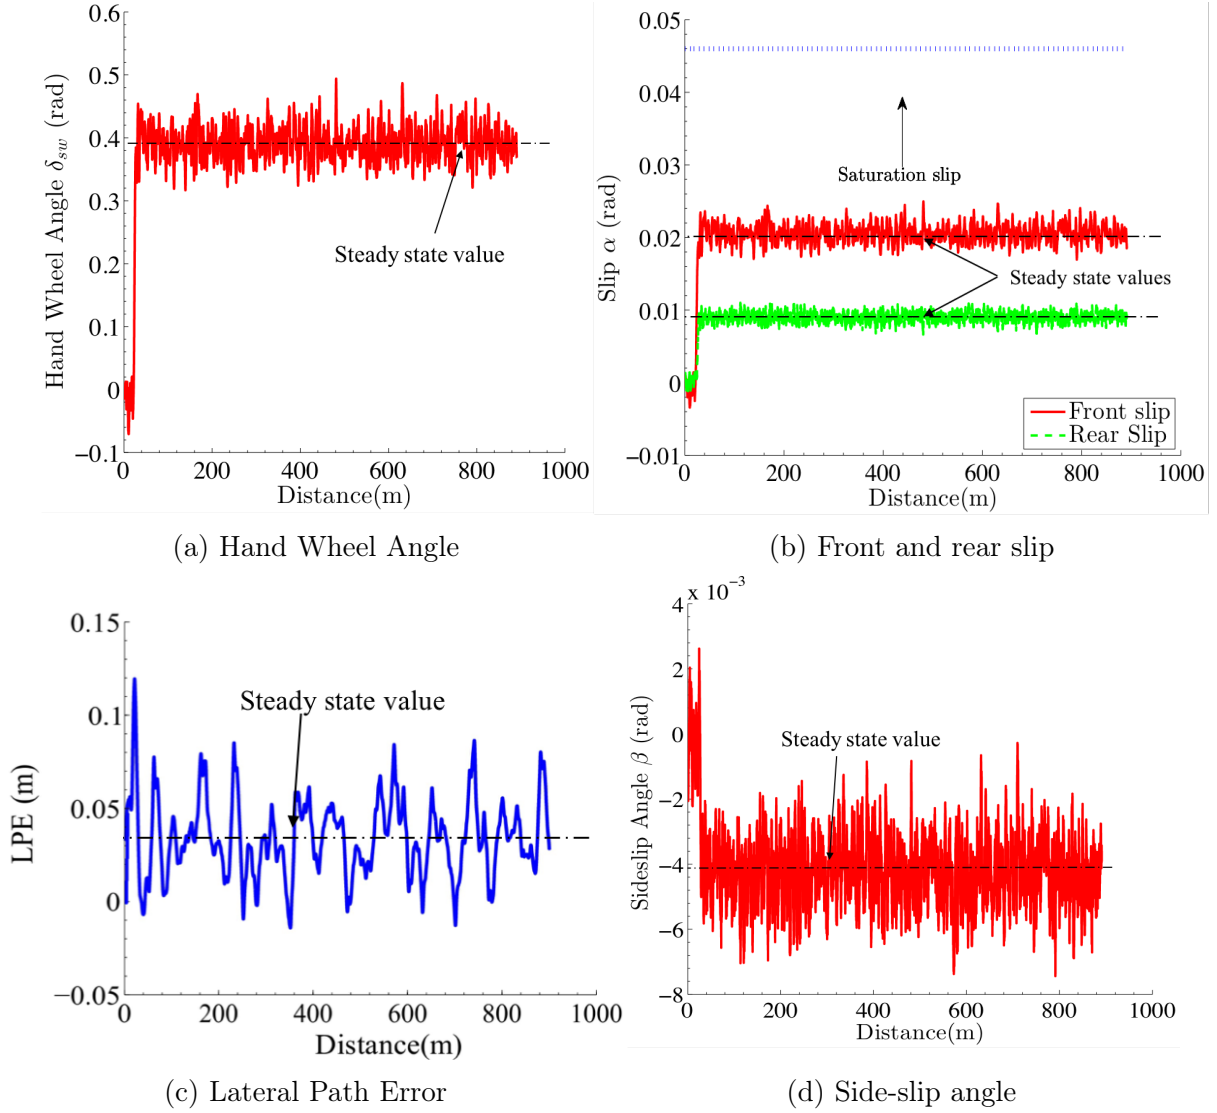 0.6
0.5
0.4
0.3
0.2
0.1
0
−0.1
0
200
400
600
800
1000
Hand Wheel Angle δsw (rad)
Distance(m)
Steady state value
(a) Hand Wheel Angle
0.05
0.04
0.03
0.02
0.01
0
−0.01
0
200
400
600
800
1000
Slip α (rad)
Distance(m)
Saturation slip
Steady state values
Front slip
Rear Slip
(b) Front and rear slip
0.15
0.1
0.05
0
−0.05
0
200
400
600
800
1000
LPE (m)
Distance(m)
Steady state value
(c) Lateral Path Error
x 10⁻³
4
2
0
−2
−4
−6
−8
0
200
400
600
800
1000
Sideslip Angle β (rad)
Distance(m)
Steady state value
(d) Side-slip angle